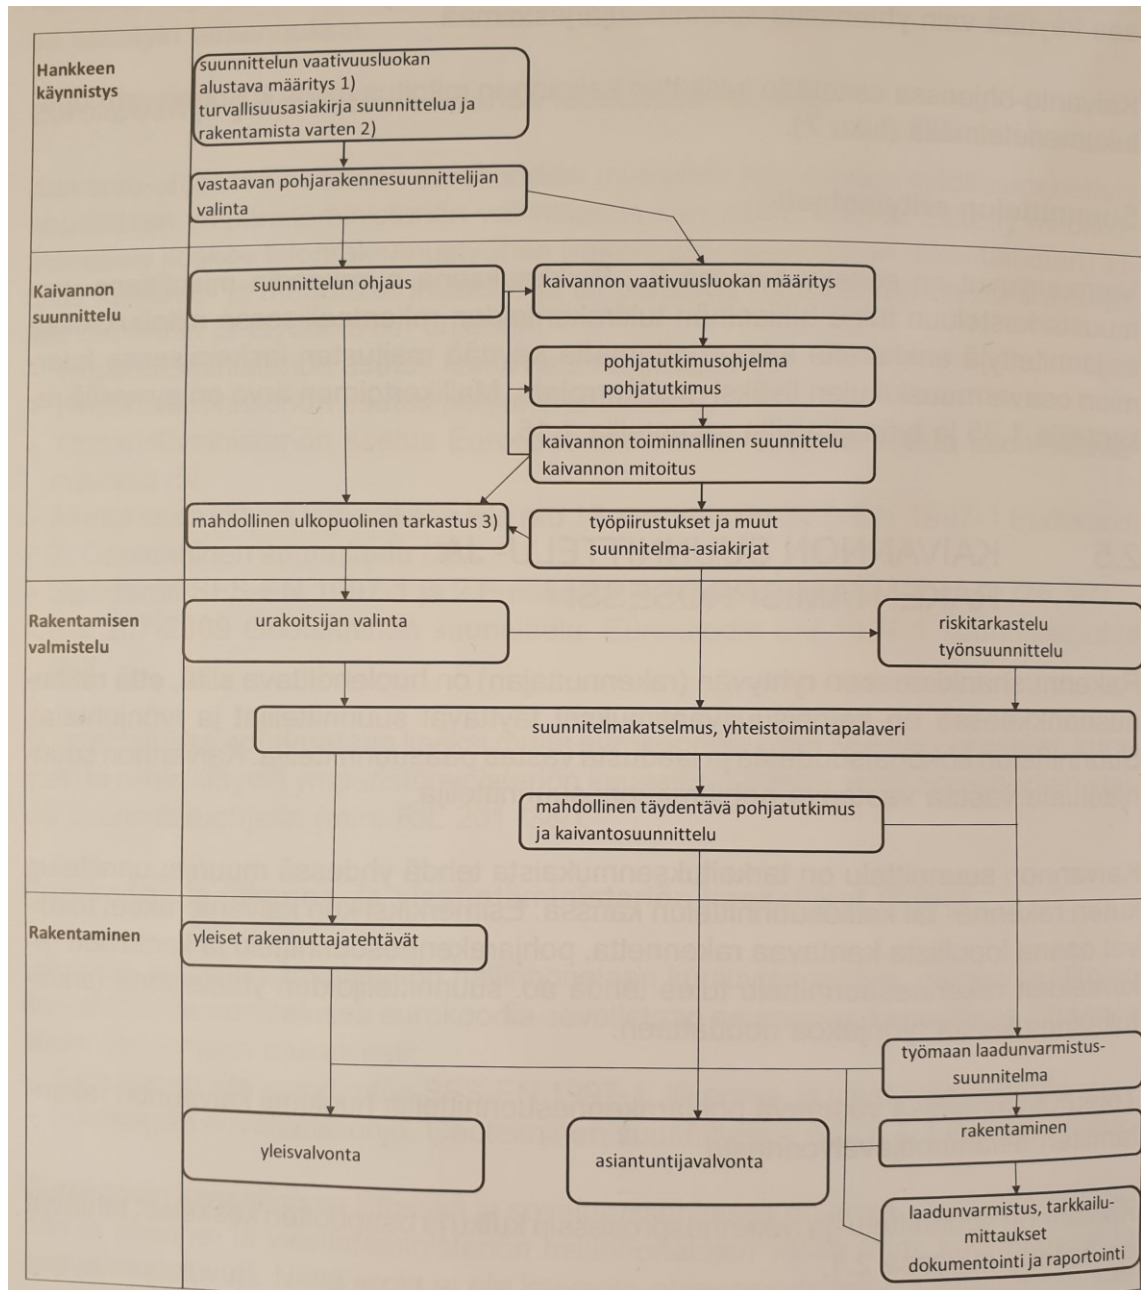 Hankkeen
käynnistys
suunnittelun vaativuusluokan
alustava määritys 1)
turvallisuusasiakirja suunnittelua ja
rakentamista varten 2)
vastaavan pohjarakennesuunnittelijan
valinta
Kaivannon
suunnittelu
suunnittelun ohjaus
kaivannon vaativuusluokan määritys
pohjatutkimusohjelma
pohjatutkimus
kaivannon toiminnallinen suunnittelu
kaivannon mitoitus
mahdollinen ulkopuolinen tarkastus 3)
työpiirustukset ja muut
suunnitelma-asiakirjat
Rakentamisen
valmistelu
urakoitsijan valinta
riskitarkastelu
työnsuunnittelu
suunnitelmakatselmus, yhteistoimintapalaveri
mahdollinen täydentävä pohjatutkimus
ja kaivantosuunnittelu
Rakentaminen
yleiset rakennuttajatehtävät
työmaan laadunvarmistus-
suunnitelma
rakentaminen
yleisvalvonta
asiantuntijavalvonta
laadunvarmistus, tarkkailu-
mittaukset
dokumentointi ja raportointi